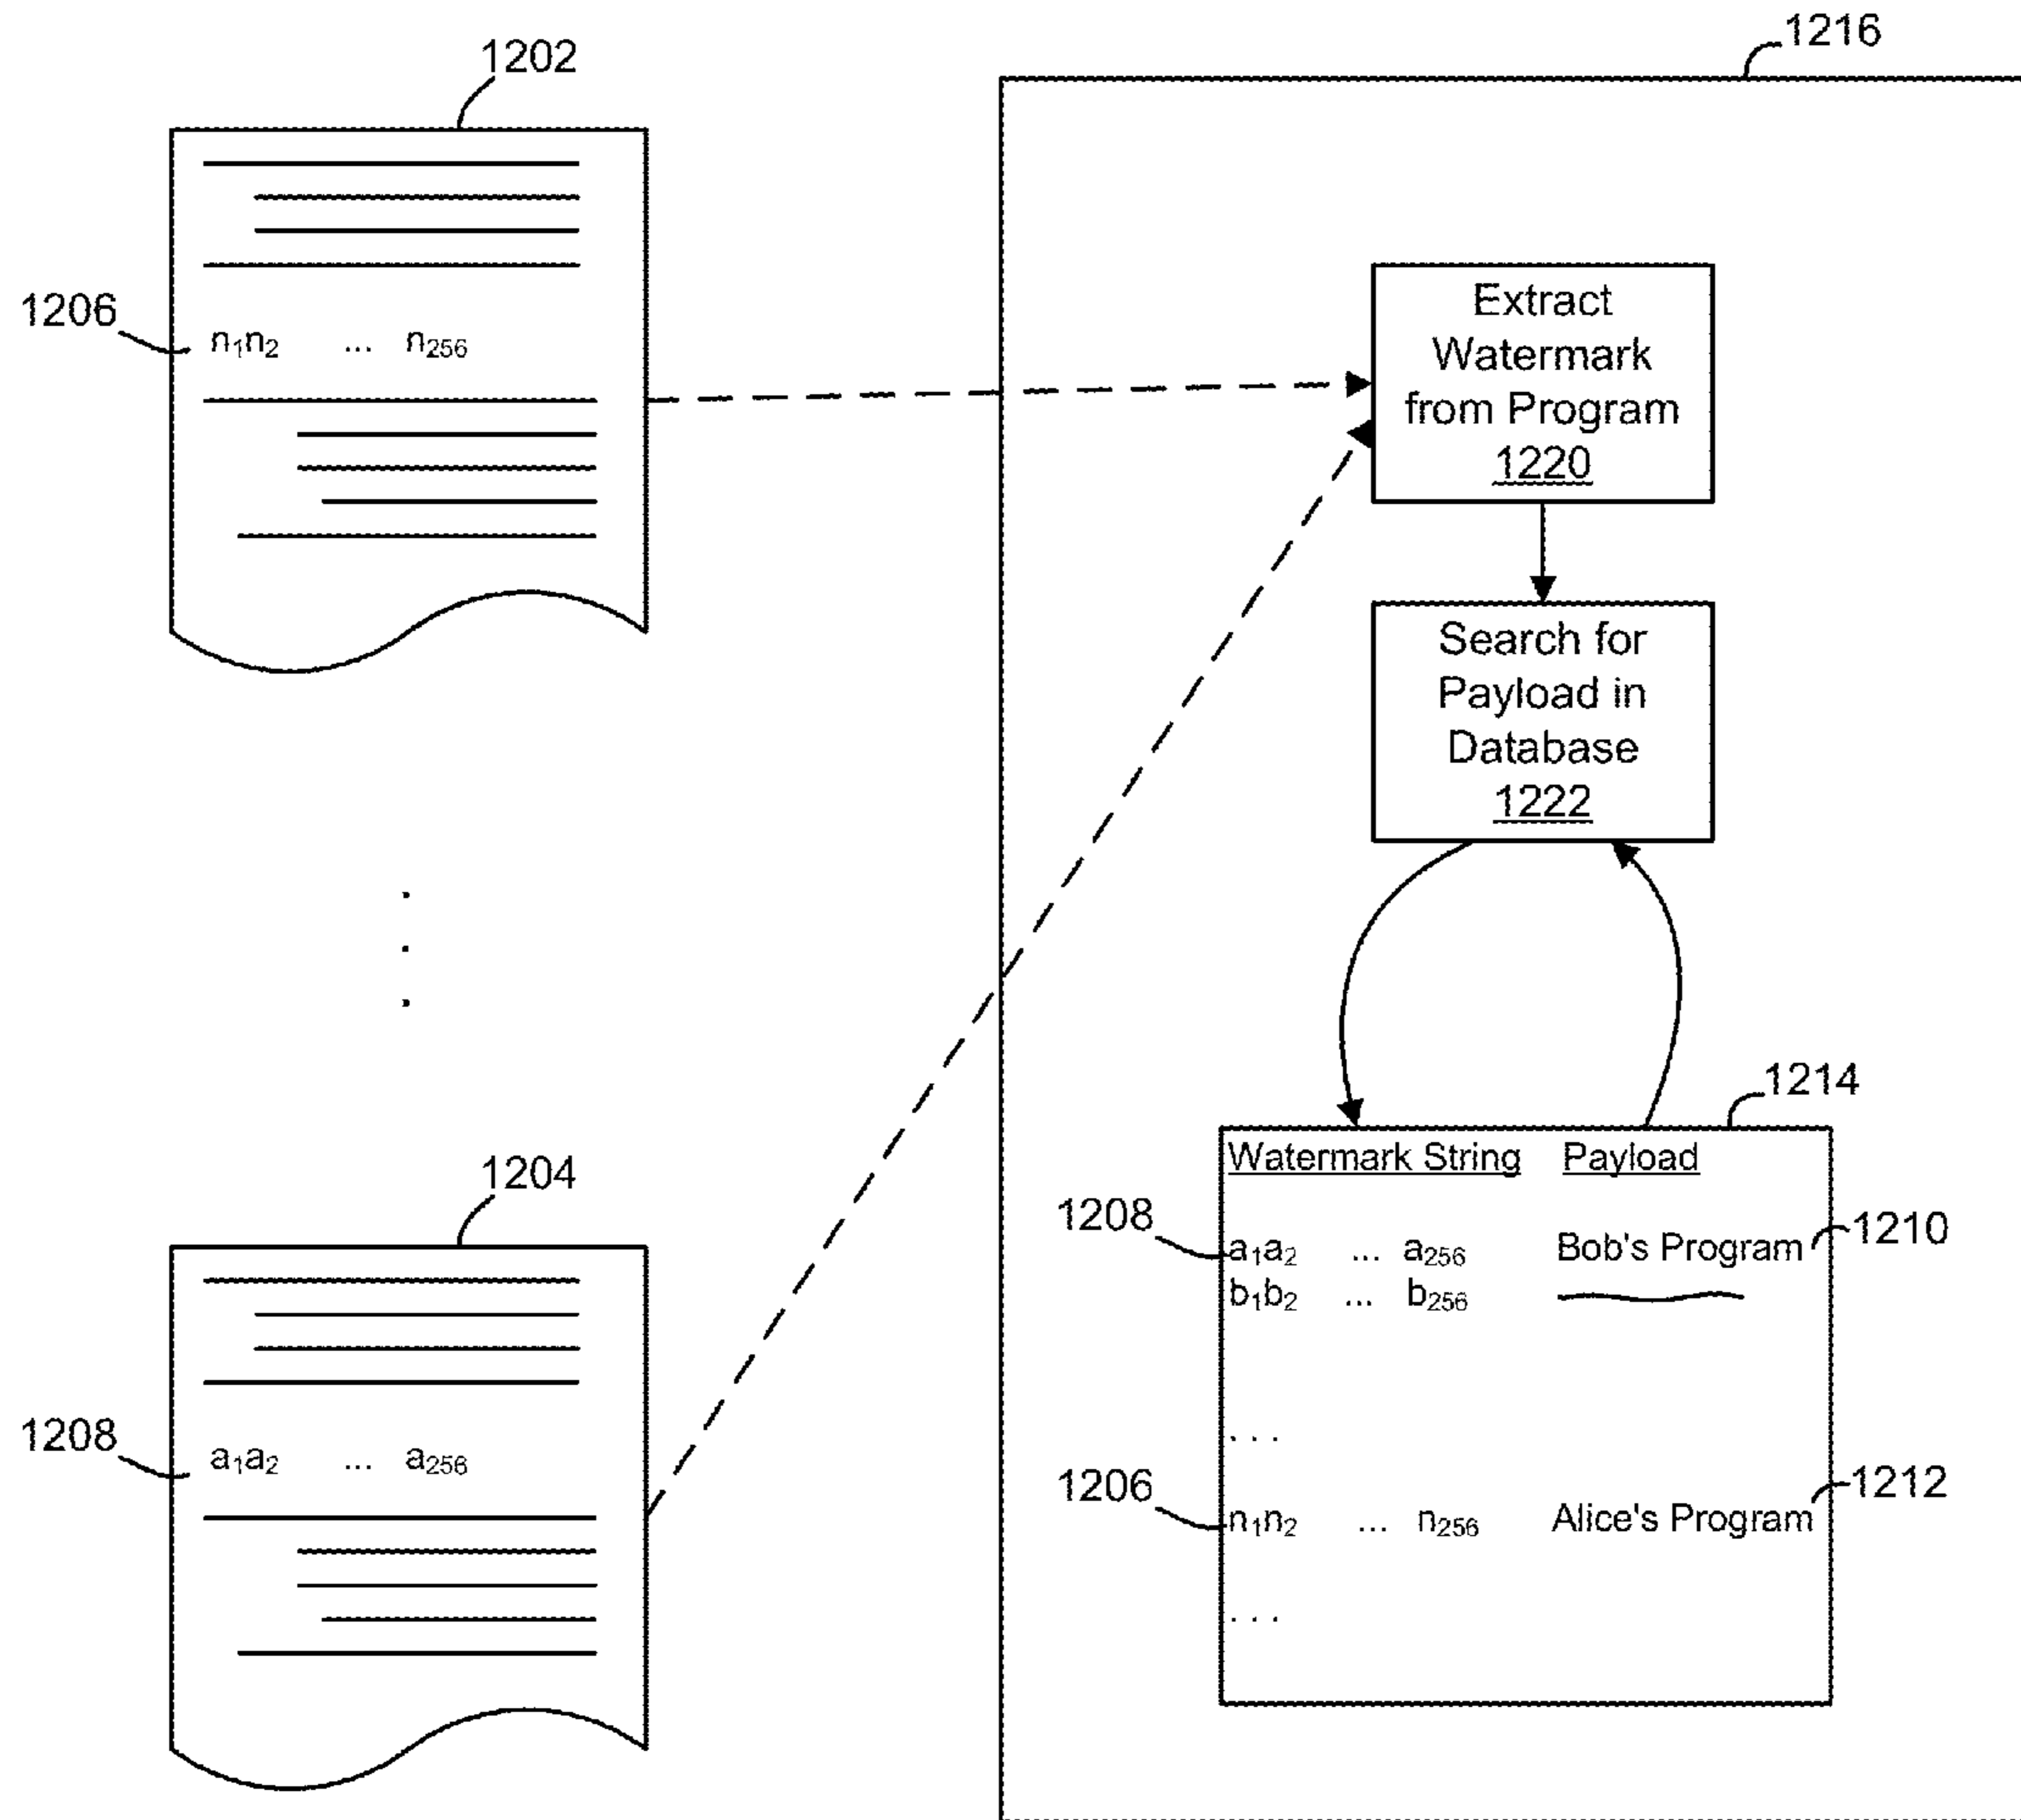 1202
1206
n₁n₂ ... n₂₅₆
1204
1208
a₁a₂ ... a₂₅₆
1216
Extract
Watermark
from Program
1220
Search for
Payload in
Database
1222
1214
Watermark String Payload
1208
a₁a₂ ... a₂₅₆ Bob's Program
1210
b₁b₂ ... b₂₅₆
...
1206
n₁n₂ ... n₂₅₆ Alice's Program
1212
...